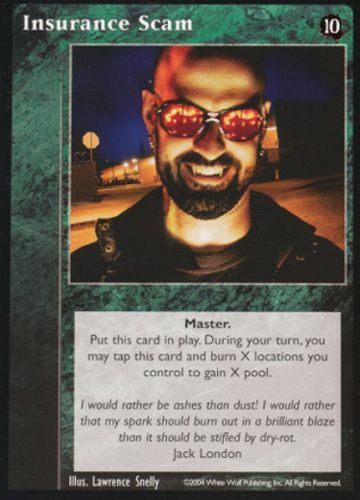 Insurance Scam
10
Master.
Put this card in play. During your turn, you
may tap this card and burn X locations you
control to gain X pool.
I would rather be ashes than dust! I would rather
that my spark should burn out in a brilliant blaze
than it should be stifled by dry-rot.
Jack London
Illus. Lawrence Snelly
©2004 White Wolf Publishing, Inc. All Rights Reserved.